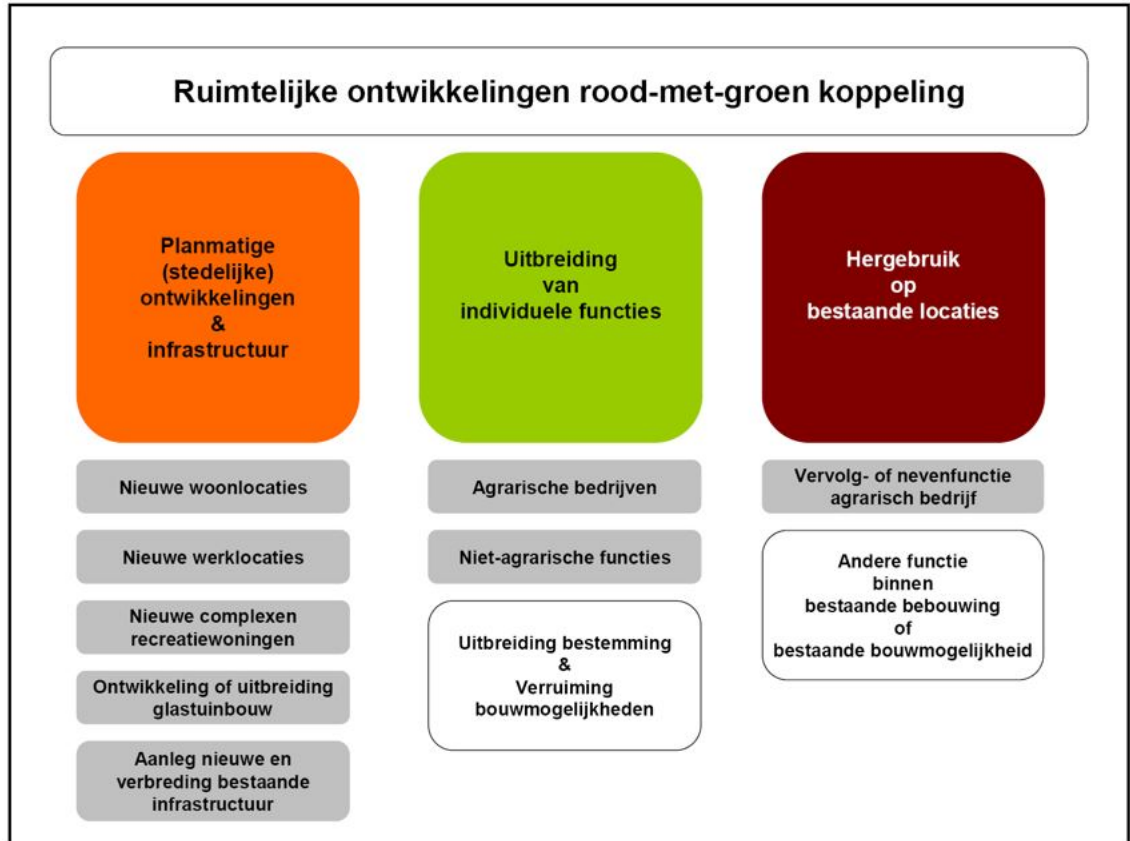 Ruimtelijke ontwikkelingen rood-met-groen koppeling
Planmatige
(stedelijke)
ontwikkelingen
&
infrastructuur
Nieuwe woonlocaties
Nieuwe werklocaties
Nieuwe complexen
recreatiewoningen
Ontwikkeling of uitbreiding
glastuinbouw
Aanleg nieuwe en
verbreding bestaande
infrastructuur
Uitbreiding
van
individuele functies
Agrarische bedrijven
Niet-agrarische functies
Uitbreiding bestemming
&
Verruiming
bouwmogelijkheden
Hergebruik
op
bestaande locaties
Vervolg- of nevenfunctie
agrarisch bedrijf
Andere functie
binnen
bestaande bebouwing
of
bestaande bouwmogelijkheid